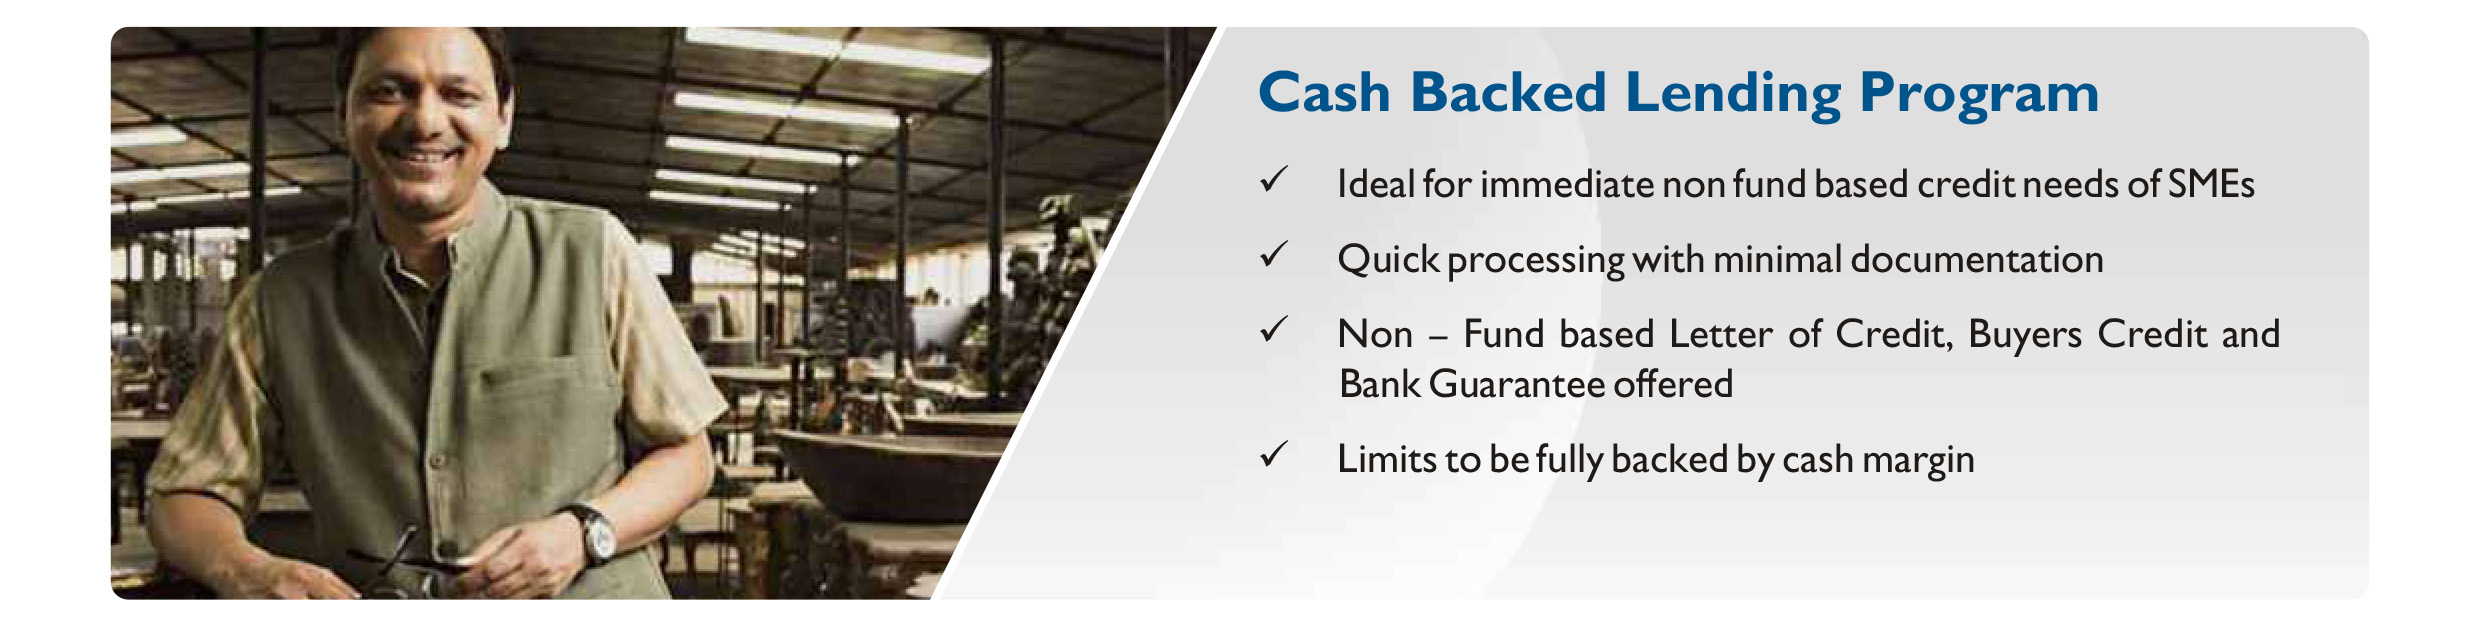 Cash Backed Lending Program
✓ Ideal for immediate non fund based credit needs of SMEs
✓ Quick processing with minimal documentation
✓ Non – Fund based Letter of Credit, Buyers Credit and
Bank Guarantee offered
✓ Limits to be fully backed by cash margin